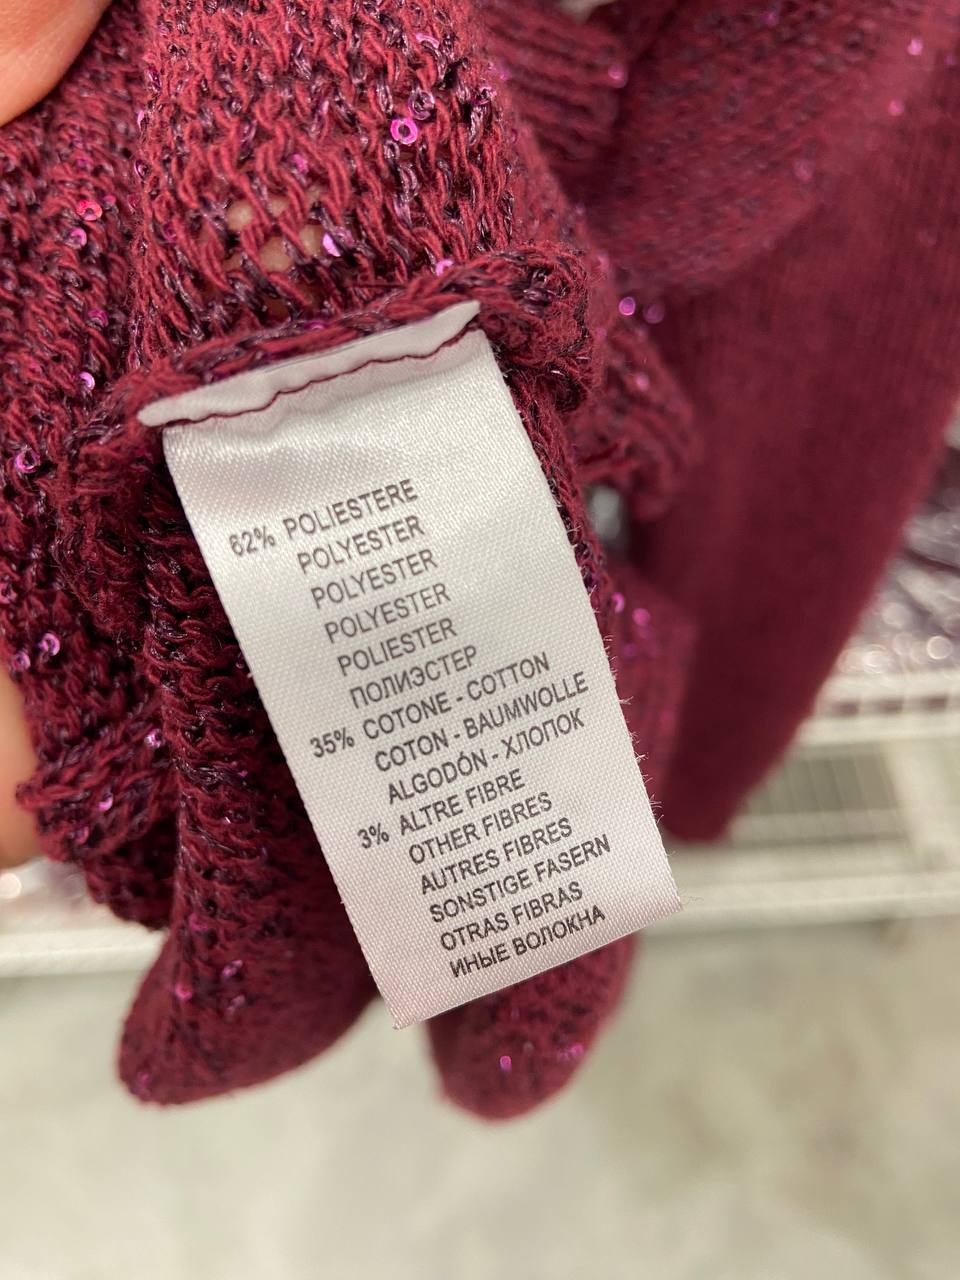 62% POLIESTERE
POLYESTER
POLYESTER
POLYESTER
POLIESTER
ПОЛИЭСТЕР
35% COTONE - COTTON
COTON - BAUMWOLLE
ALGODÓN - ХЛОПОК
3% ALTRE FIBRE
OTHER FIBRES
AUTRES FIBRES
SONSTIGE FASERN
OTRAS FIBRAS
ИНЫЕ ВОЛОКНА